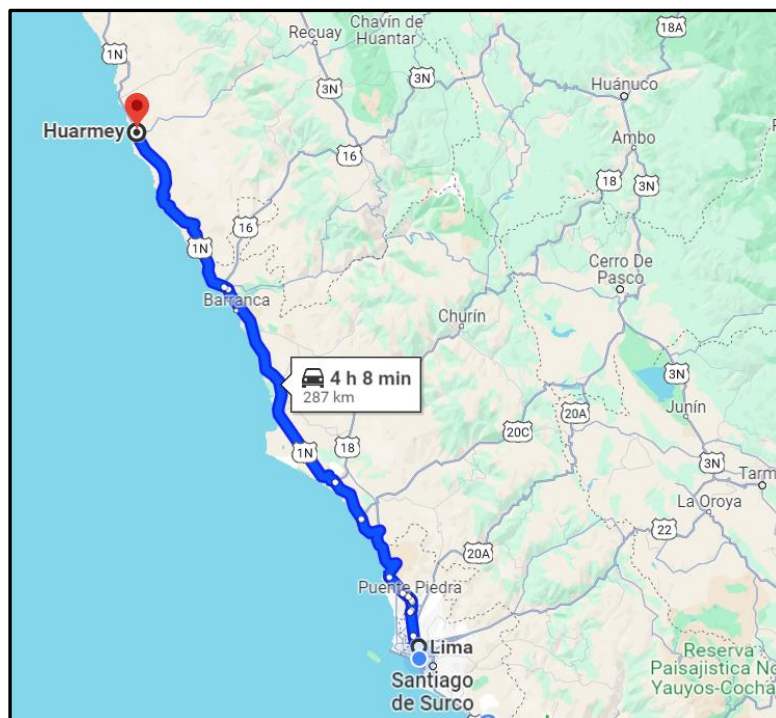 Chavín de
Huantar
18A
1N
Recuay
3N
3N
Huánuco
Huarmey
Ambo
16
18
3N
16
1N
Cerro De
Pasco
Barranca
Churín
4 h 8 min
287 km
3N
Junín
20A
20C
1N
18
3N
Tarm
La Oroya
22
20A
Puente Piedra
Lima
Santiago
de Surco
Reserva
Paisajistica No
Yauyos-Cocha